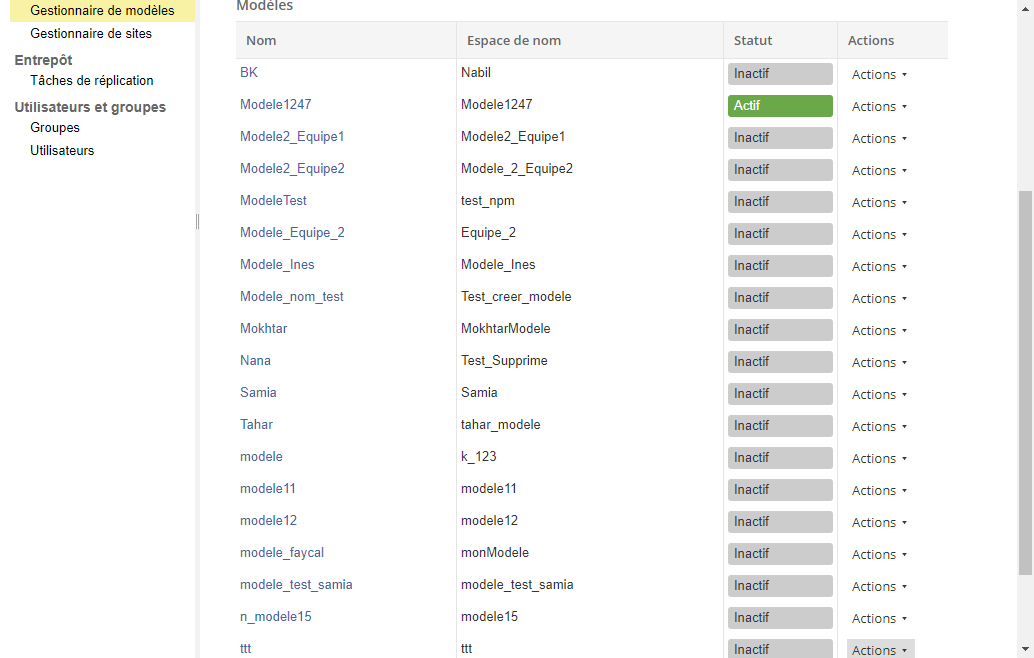 Gestionnaire de modèles
Gestionnaire de sites
Entrepôt
Tâches de réplication
Utilisateurs et groupes
Groupes
Utilisateurs
Modèles
Nom Espace de nom Statut Actions
BK Nabil Inactif Actions
Modele1247 Modele1247 Actif Actions
Modele2_Equipe1 Modele2_Equipe1 Inactif Actions
Modele2_Equipe2 Modele_2_Equipe2 Inactif Actions
ModeleTest test_npm Inactif Actions
Modele_Equipe_2 Equipe_2 Inactif Actions
Modele_Ines Modele_Ines Inactif Actions
Modele_nom_test Test_creer_modele Inactif Actions
Mokhtar MokhtarModele Inactif Actions
Nana Test_Supprime Inactif Actions
Samia Samia Inactif Actions
Tahar tahar_modele Inactif Actions
modele k_123 Inactif Actions
modele11 modele11 Inactif Actions
modele12 modele12 Inactif Actions
modele_faycal monModele Inactif Actions
modele_test_samia modele_test_samia Inactif Actions
n_modele15 modele15 Inactif Actions
ttt ttt Inactif Actions